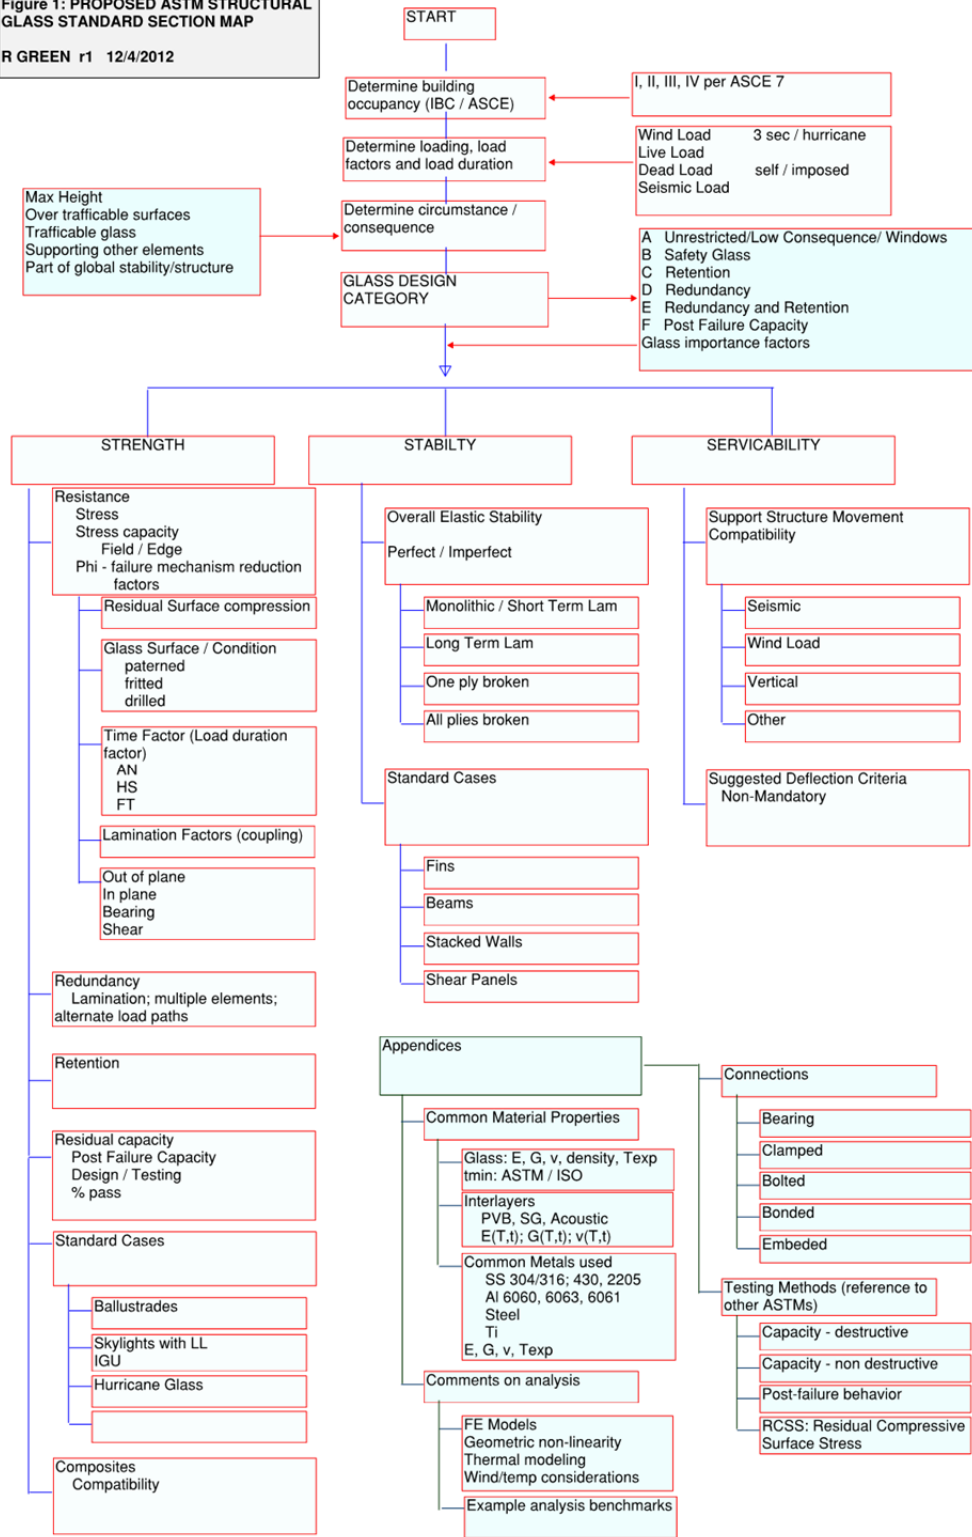 Figure 1: PROPOSED ASTM STRUCTURAL
GLASS STANDARD SECTION MAP
R GREEN r1 12/4/2012
START
Determine building
occupancy (IBC / ASCE)
I, II, III, IV per ASCE 7
Determine loading, load
factors and load duration
Wind Load 3 sec / hurricane
Live Load
Dead Load self / imposed
Seismic Load
Max Height
Over trafficable surfaces
Trafficable glass
Supporting other elements
Part of global stability/structure
Determine circumstance /
consequence
GLASS DESIGN
CATEGORY
A Unrestricted/Low Consequence/ Windows
B Safety Glass
C Retention
D Redundancy
E Redundancy and Retention
F Post Failure Capacity
Glass importance factors
STRENGTH
Resistance
Stress
Stress capacity
Field / Edge
Phi - failure mechanism reduction
factors
Residual Surface compression
Glass Surface / Condition
paterned
fritted
drilled
Time Factor (Load duration
factor)
AN
HS
FT
Lamination Factors (coupling)
Out of plane
In plane
Bearing
Shear
Redundancy
Lamination; multiple elements;
alternate load paths
Retention
Residual capacity
Post Failure Capacity
Design / Testing
% pass
Standard Cases
Ballustrades
Skylights with LL
IGU
Hurricane Glass
Composites
Compatibility
STABILTY
Overall Elastic Stability
Perfect / Imperfect
Monolithic / Short Term Lam
Long Term Lam
One ply broken
All plies broken
Standard Cases
Fins
Beams
Stacked Walls
Shear Panels
SERVICABILITY
Support Structure Movement
Compatibility
Seismic
Wind Load
Vertical
Other
Suggested Deflection Criteria
Non-Mandatory
Appendices
Common Material Properties
Glass: E, G, v, density, Texp
tmin: ASTM / ISO
Interlayers
PVB, SG, Acoustic
E(T,t); G(T,t); v(T,t)
Common Metals used
SS 304/316; 430, 2205
Al 6060, 6063, 6061
Steel
Ti
E, G, v, Texp
Comments on analysis
FE Models
Geometric non-linearity
Thermal modeling
Wind/temp considerations
Example analysis benchmarks
Connections
Bearing
Clamped
Bolted
Bonded
Embeded
Testing Methods (reference to
other ASTMs)
Capacity - destructive
Capacity - non destructive
Post-failure behavior
RCSS: Residual Compressive
Surface Stress